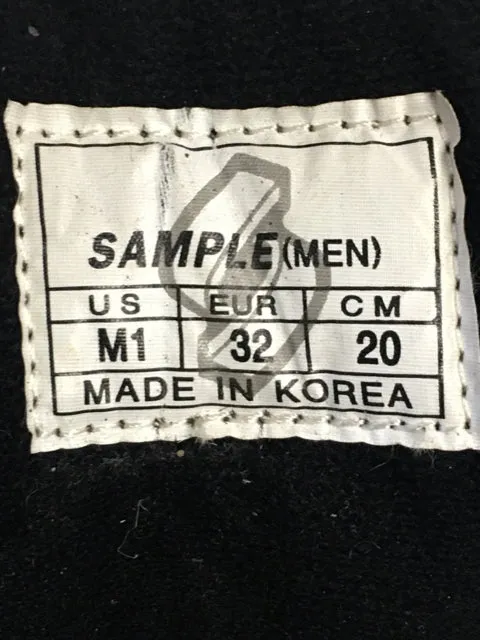 SAMPLE (MEN)
US EUR CM
M1 32 20
MADE IN KOREA